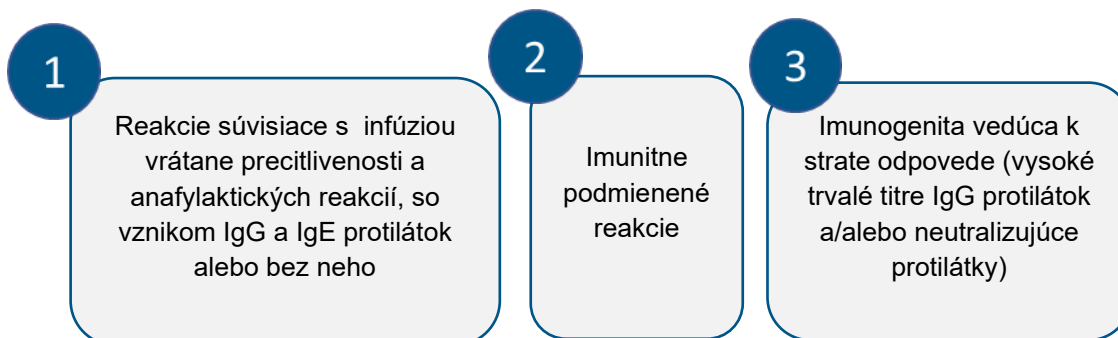 1
Reakcie súvisiace s  infúziou
vrátane precitlivenosti a
anafylaktických reakcií, so
vznikom IgG a IgE protilátok
alebo bez neho
2
Imunitne
podmienené
reakcie
3
Imunogenita vedúca k
strate odpovede (vysoké
trvalé titre IgG protilátok
a/alebo neutralizujúce
protilátky)